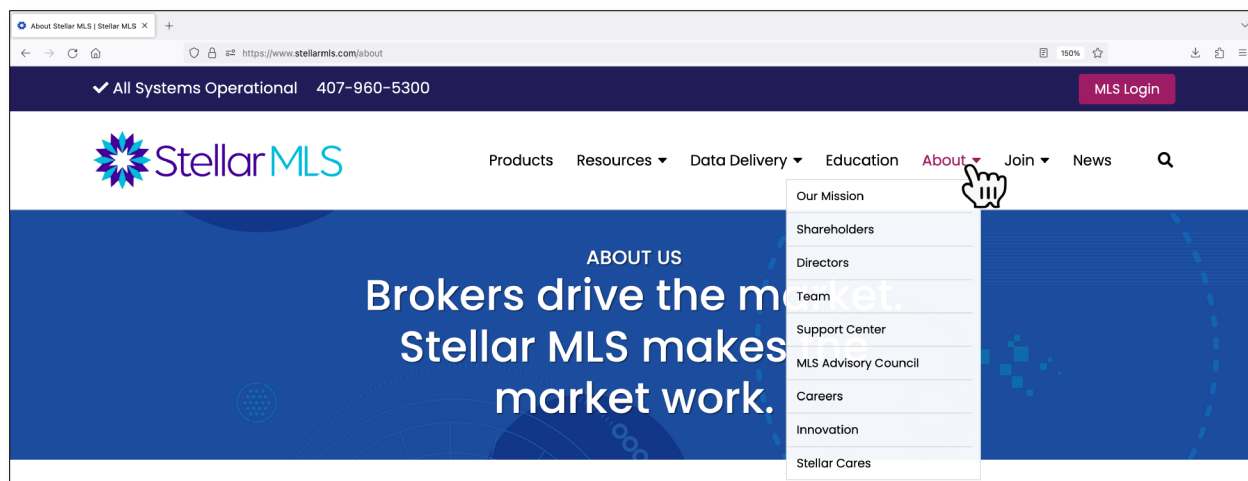 About Stellar MLS | Stellar MLS
https://www.stellarmls.com/about
150%
All Systems Operational 407-960-5300
MLS Login
Stellar MLS
Products Resources Data Delivery Education About Join News
Our Mission
Shareholders
Directors
Team
Support Center
MLS Advisory Council
Careers
Innovation
Stellar Cares
ABOUT US
Brokers drive the market.
Stellar MLS makes the
market work.